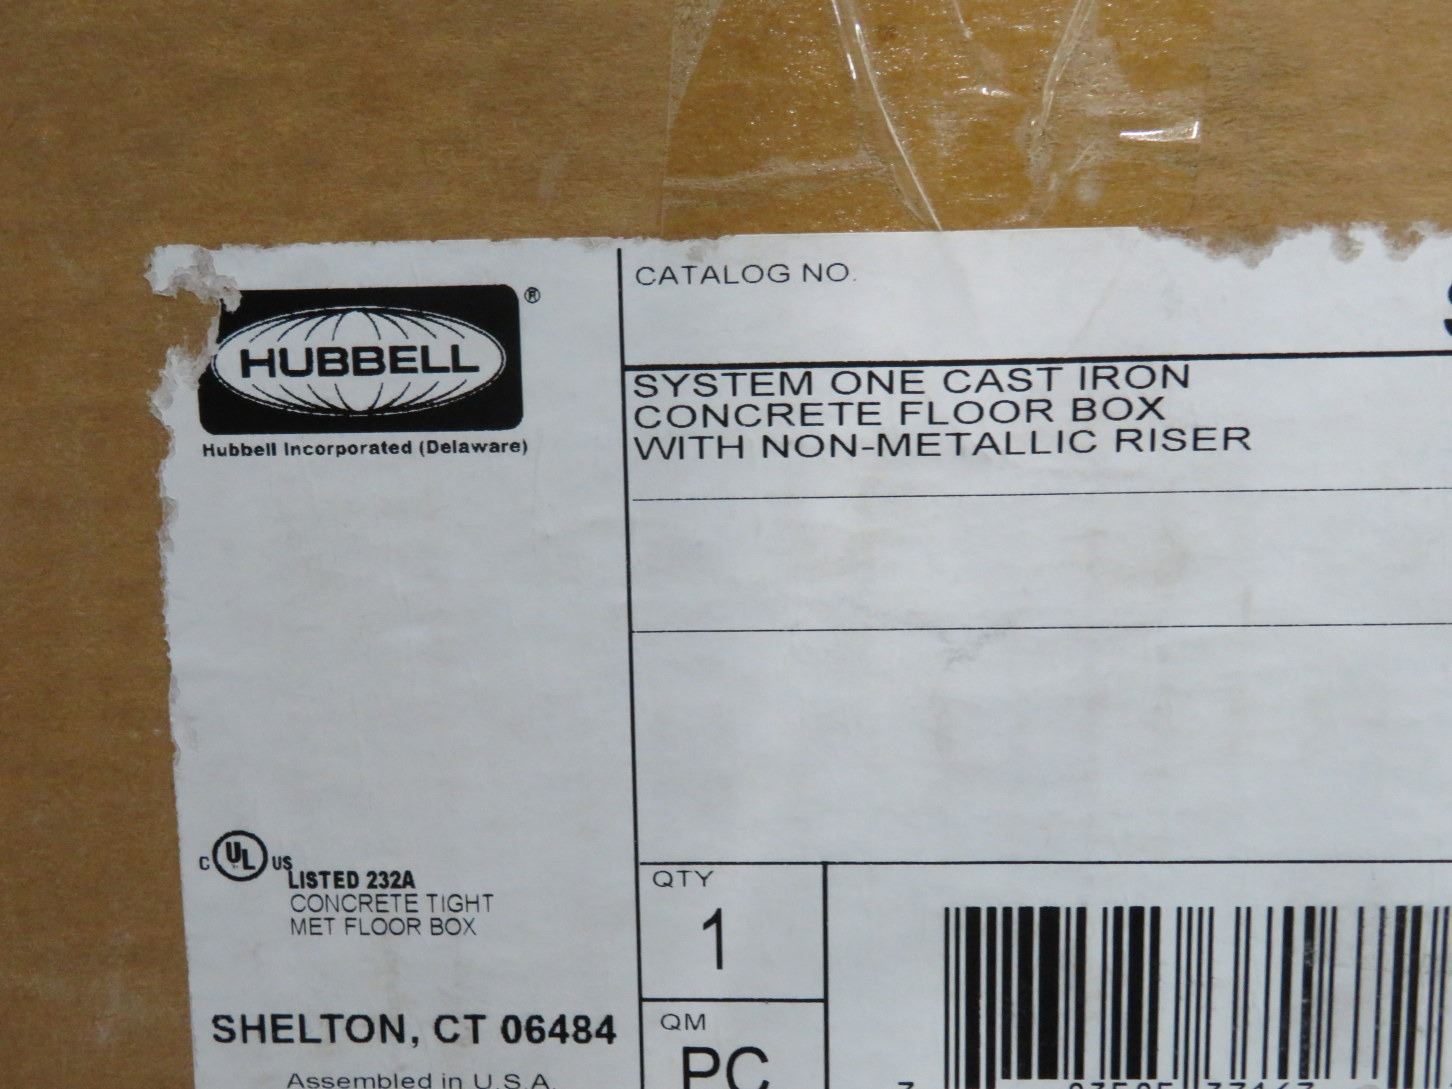 HUBBELL
®
Hubbell Incorporated (Delaware)
CATALOG NO.
SYSTEM ONE CAST IRON
CONCRETE FLOOR BOX
WITH NON-METALLIC RISER
C UL US
LISTED 232A
CONCRETE TIGHT
MET FLOOR BOX
QTY
1
SHELTON, CT 06484
QM
PC
Assembled in U.S.A.